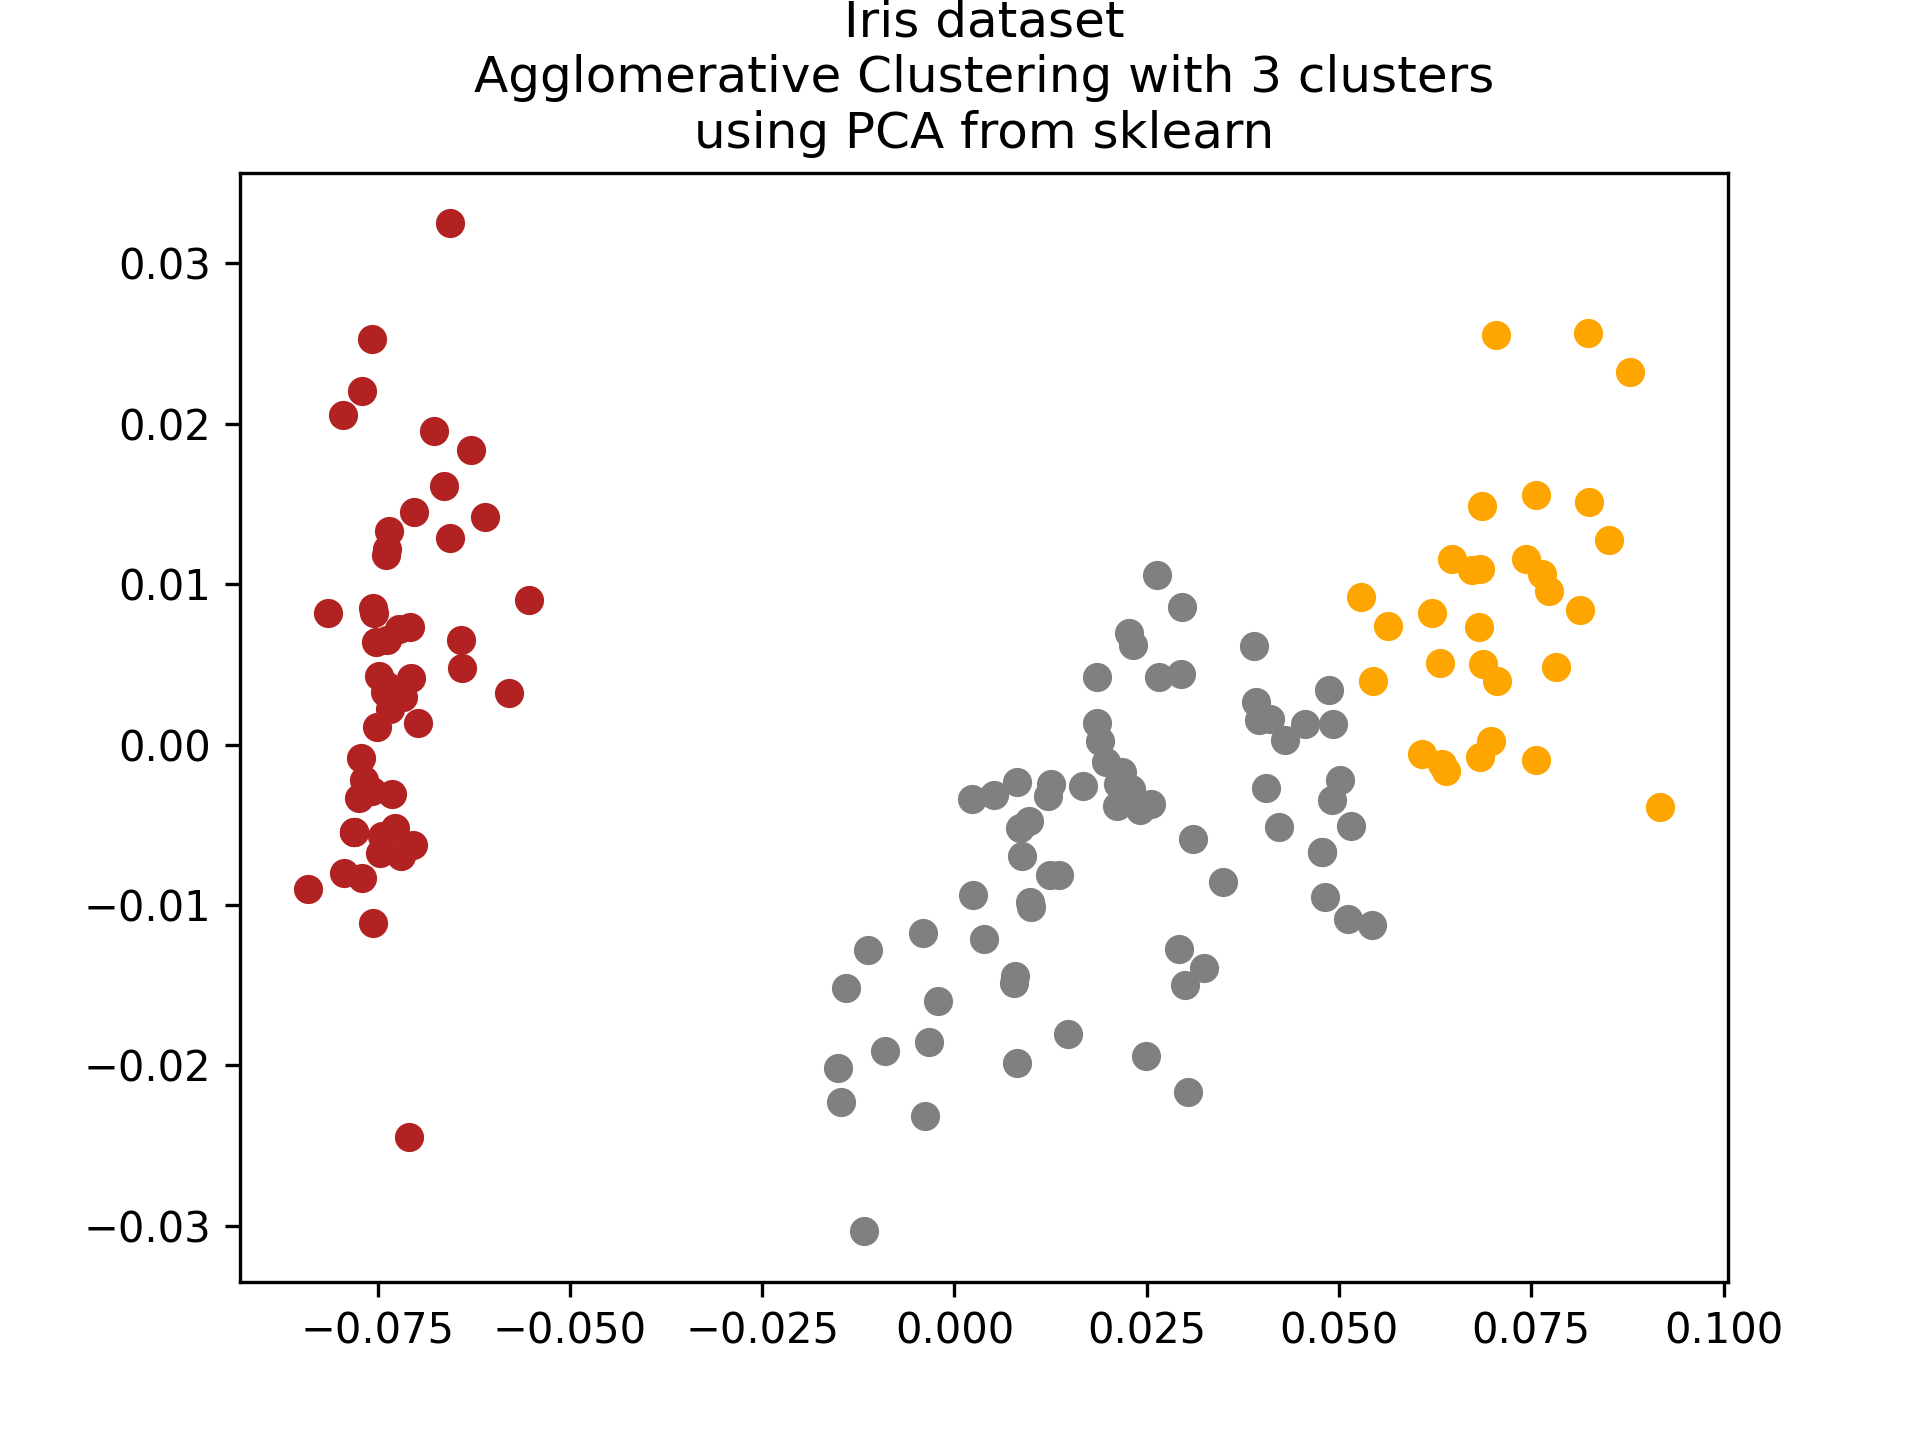 Iris dataset
Agglomerative Clustering with 3 clusters
using PCA from sklearn
0.03
0.02
0.01
0.00
−0.01
−0.02
−0.03
−0.075 −0.050 −0.025 0.000 0.025 0.050 0.075 0.100